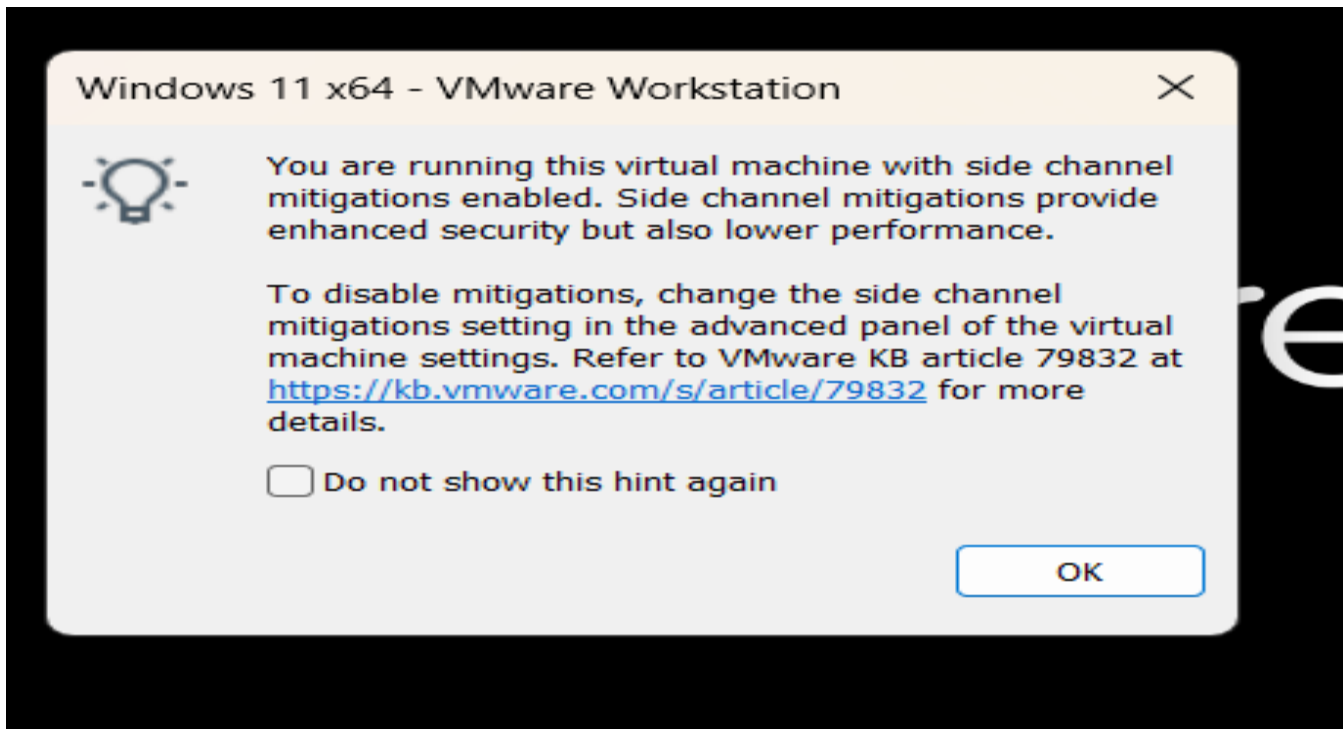 Windows 11 x64 - VMware Workstation
You are running this virtual machine with side channel
mitigations enabled. Side channel mitigations provide
enhanced security but also lower performance.
To disable mitigations, change the side channel
mitigations setting in the advanced panel of the virtual
machine settings. Refer to VMware KB article 79832 at
https://kb.vmware.com/s/article/79832 for more
details.
Do not show this hint again
OK